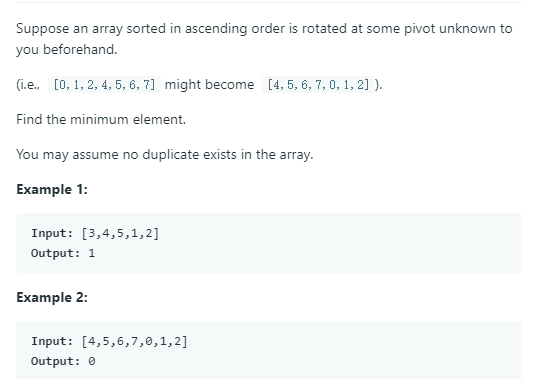 Suppose an array sorted in ascending order is rotated at some pivot unknown to
you beforehand.
(i.e., [0, 1, 2, 4, 5, 6, 7] might become [4, 5, 6, 7, 0, 1, 2] ).
Find the minimum element.
You may assume no duplicate exists in the array.
Example 1:
Input: [3,4,5,1,2]
Output: 1
Example 2:
Input: [4,5,6,7,0,1,2]
Output: 0